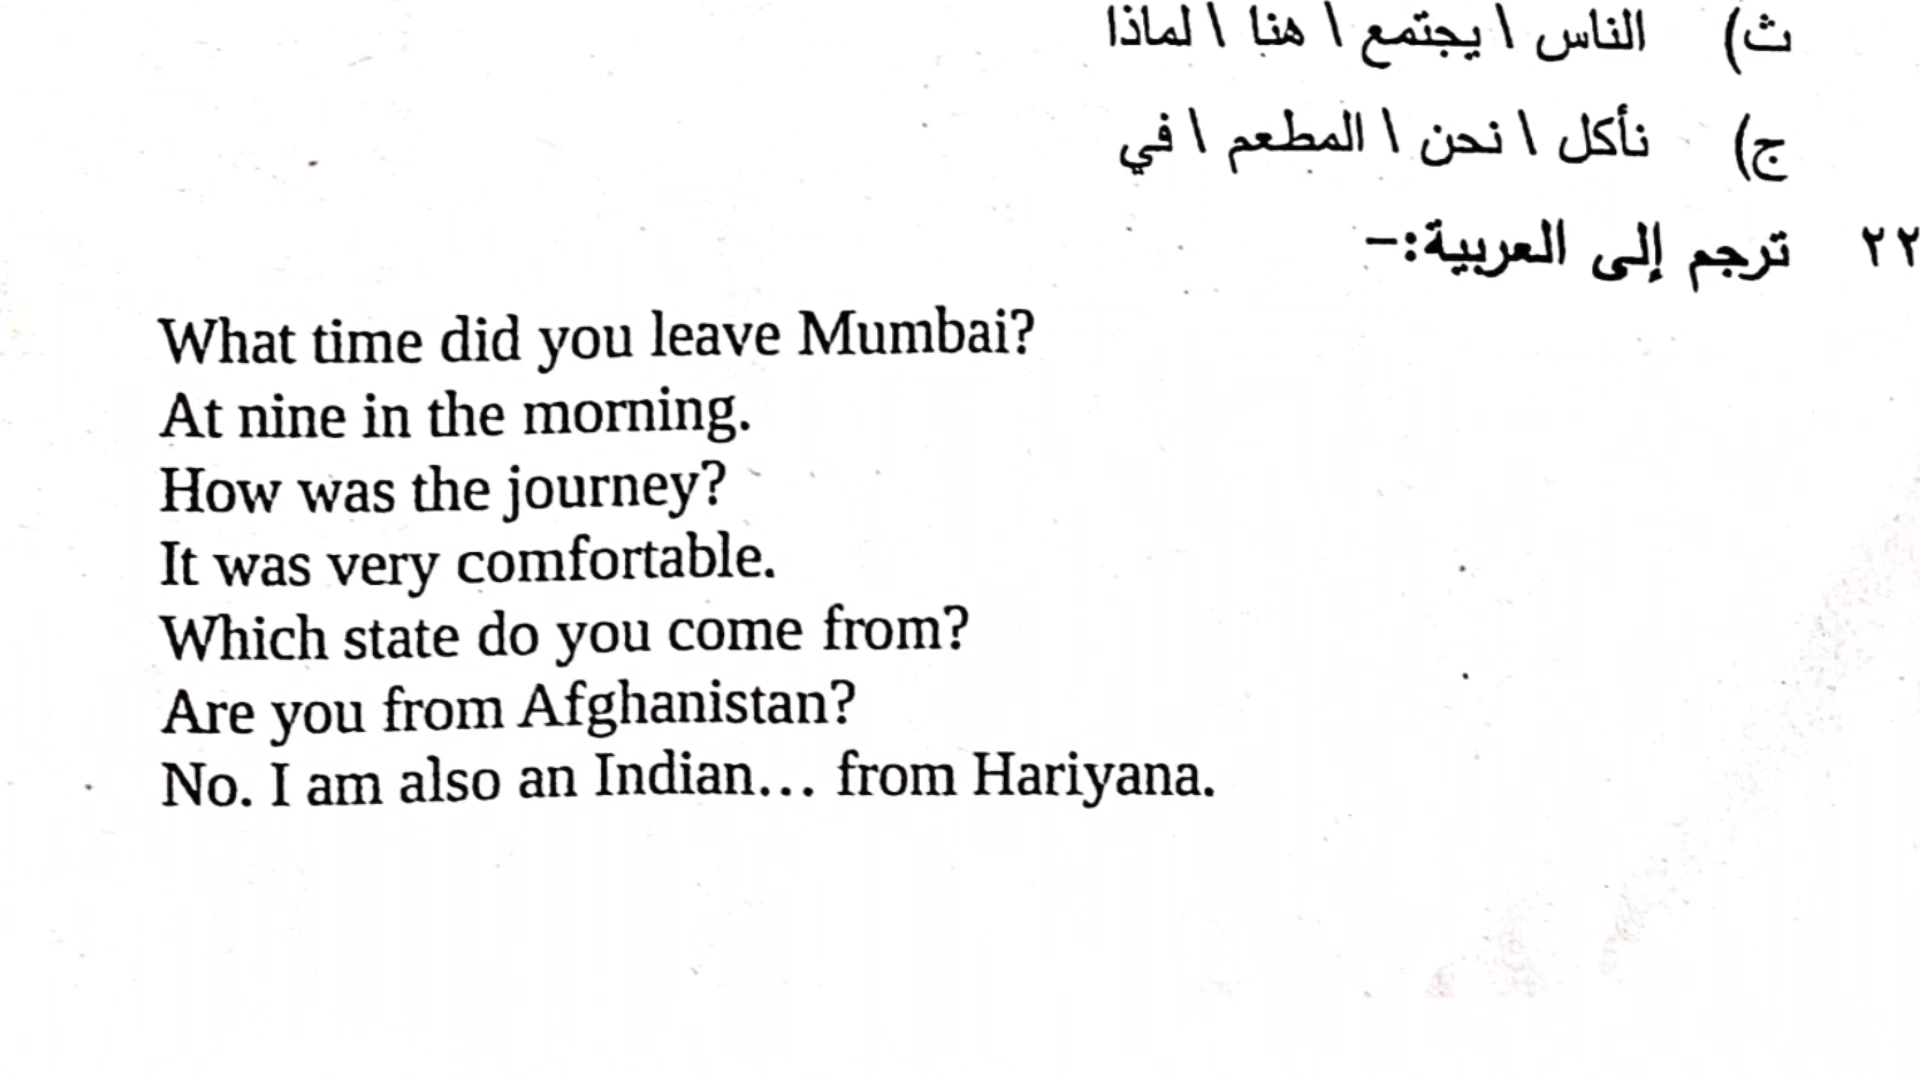 ث) الناس \ يجتمع \ هنا \ لماذا
ج) نأكل \ نحن \ المطعم \ في
٢٢ ترجم إلى العربية:-
What time did you leave Mumbai?
At nine in the morning.
How was the journey?
It was very comfortable.
Which state do you come from?
Are you from Afghanistan?
No. I am also an Indian... from Hariyana.